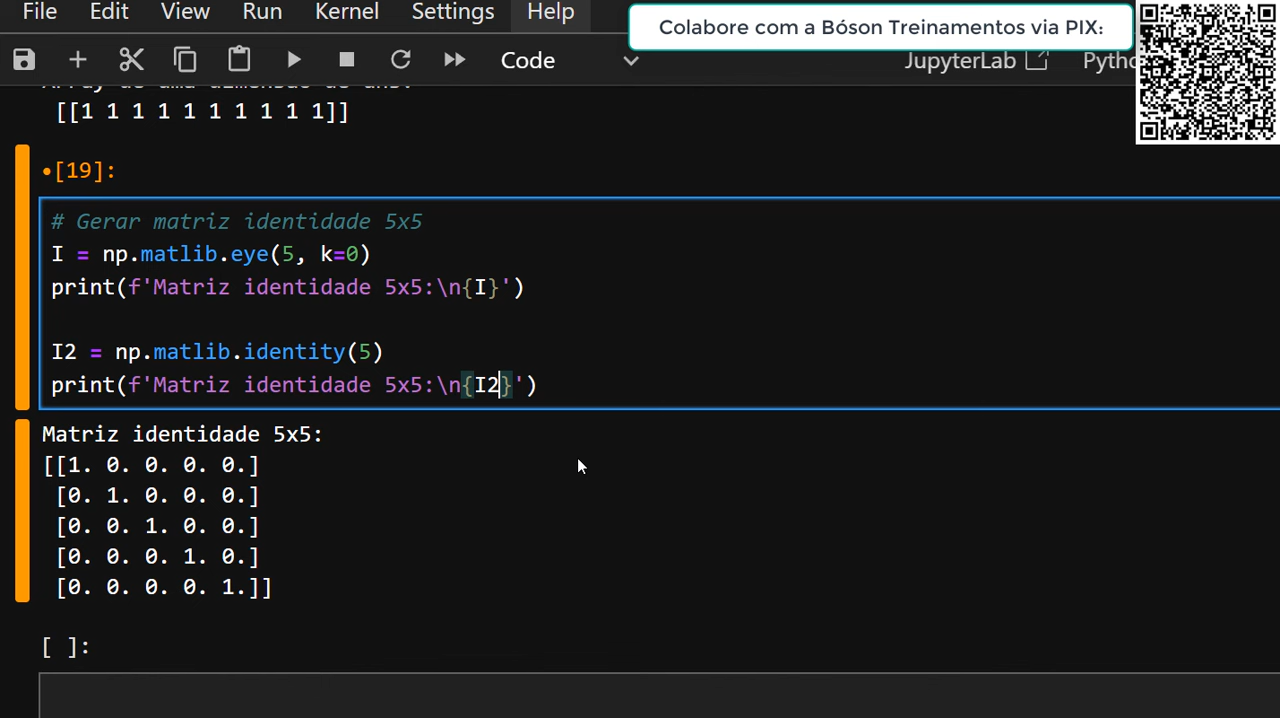 File Edit View Run Kernel Settings Help
Colabore com a Bóson Treinamentos via PIX:
Code JupyterLab
[[1 1 1 1 1 1 1 1 1 1]]
•[19]:
# Gerar matriz identidade 5x5
I = np.matlib.eye(5, k=0)
print(f'Matriz identidade 5x5:\n{I}')
I2 = np.matlib.identity(5)
print(f'Matriz identidade 5x5:\n{I2}')
Matriz identidade 5x5:
[[1. 0. 0. 0. 0.]
[0. 1. 0. 0. 0.]
[0. 0. 1. 0. 0.]
[0. 0. 0. 1. 0.]
[0. 0. 0. 0. 1.]]
[ ]: